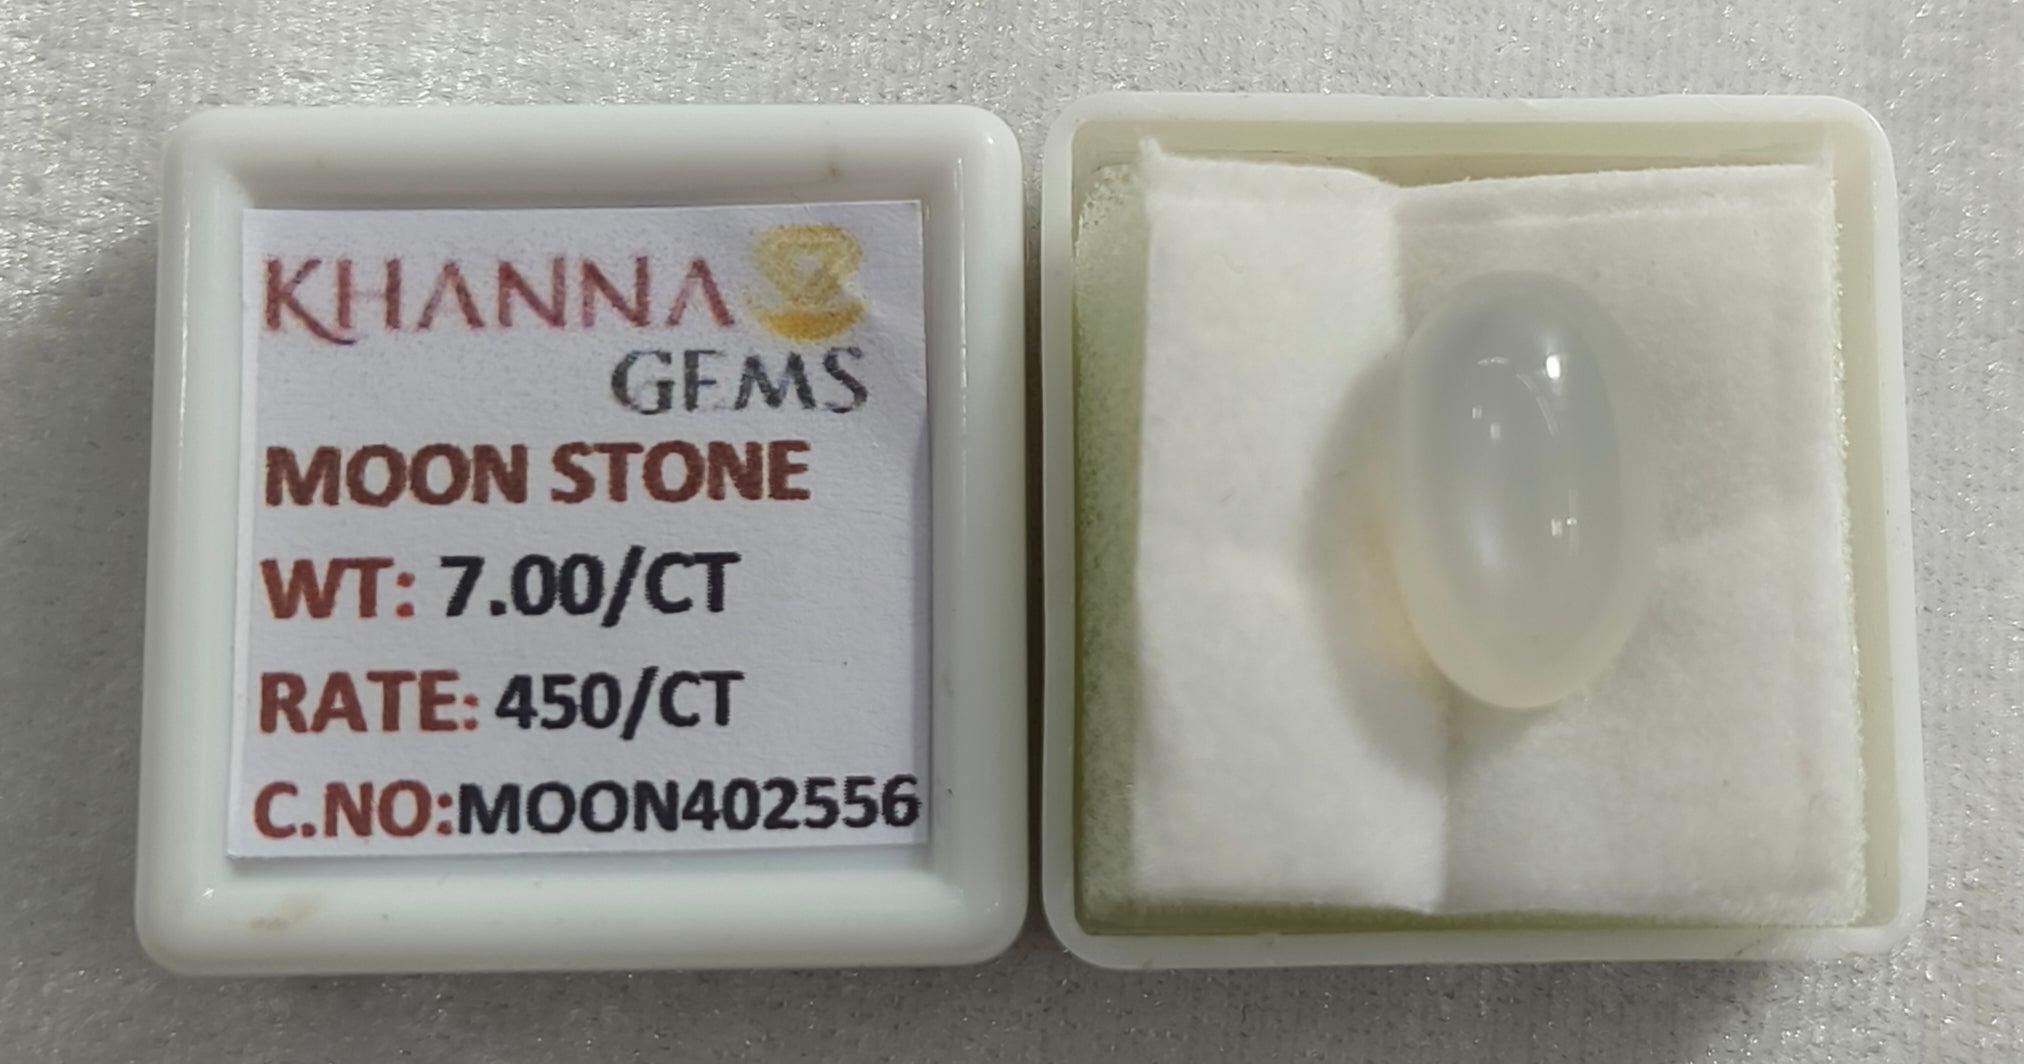 KHANNA
GEMS
MOON STONE
WT: 7.00/CT
RATE: 450/CT
C.NO:MOON402556